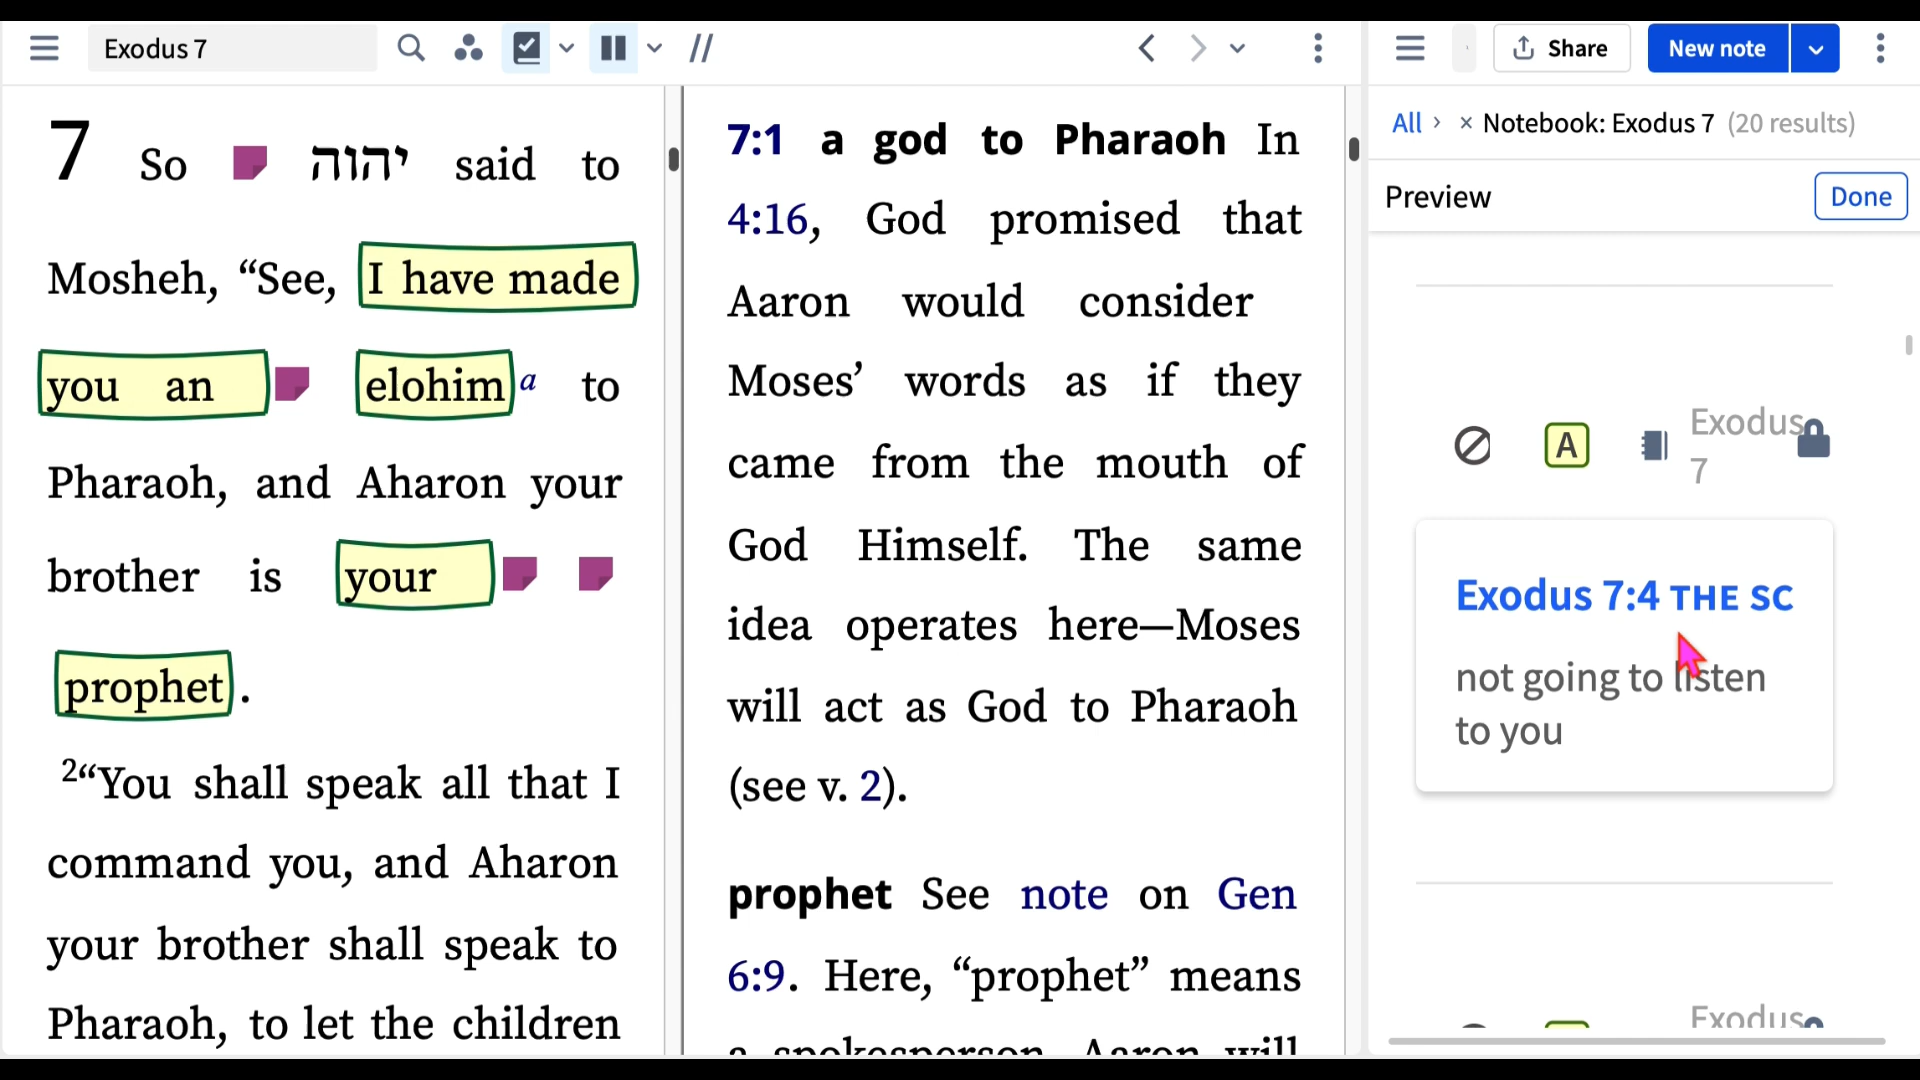 Exodus 7
7 So יהוה said to
Mosheh, “See, I have made
you an elohim a to
Pharaoh, and Aharon your
brother is your
prophet.
2“You shall speak all that I
command you, and Aharon
your brother shall speak to
Pharaoh, to let the children
7:1 a god to Pharaoh In
4:16, God promised that
Aaron would consider
Moses’ words as if they
came from the mouth of
God Himself. The same
idea operates here—Moses
will act as God to Pharaoh
(see v. 2).
prophet See note on Gen
6:9. Here, “prophet” means
a spokesperson. Aaron will
Share
New note
All › × Notebook: Exodus 7 (20 results)
Preview
Done
A
Exodus
7
Exodus 7:4 THE SC
not going to listen
to you
Exodus